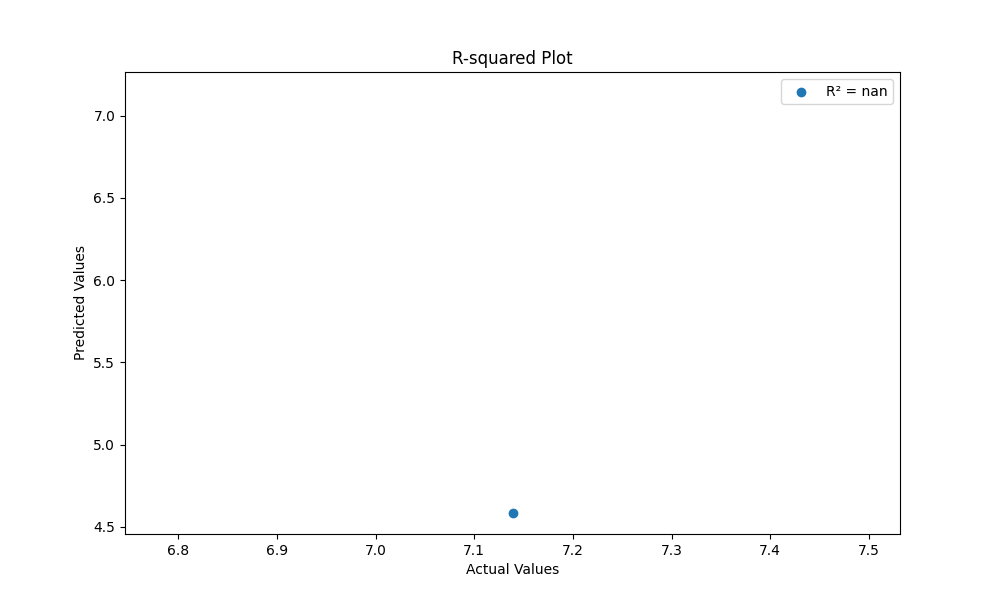 R-squared Plot
R² = nan
Predicted Values
7.0
6.5
6.0
5.5
5.0
4.5
6.8 6.9 7.0 7.1 7.2 7.3 7.4 7.5
Actual Values